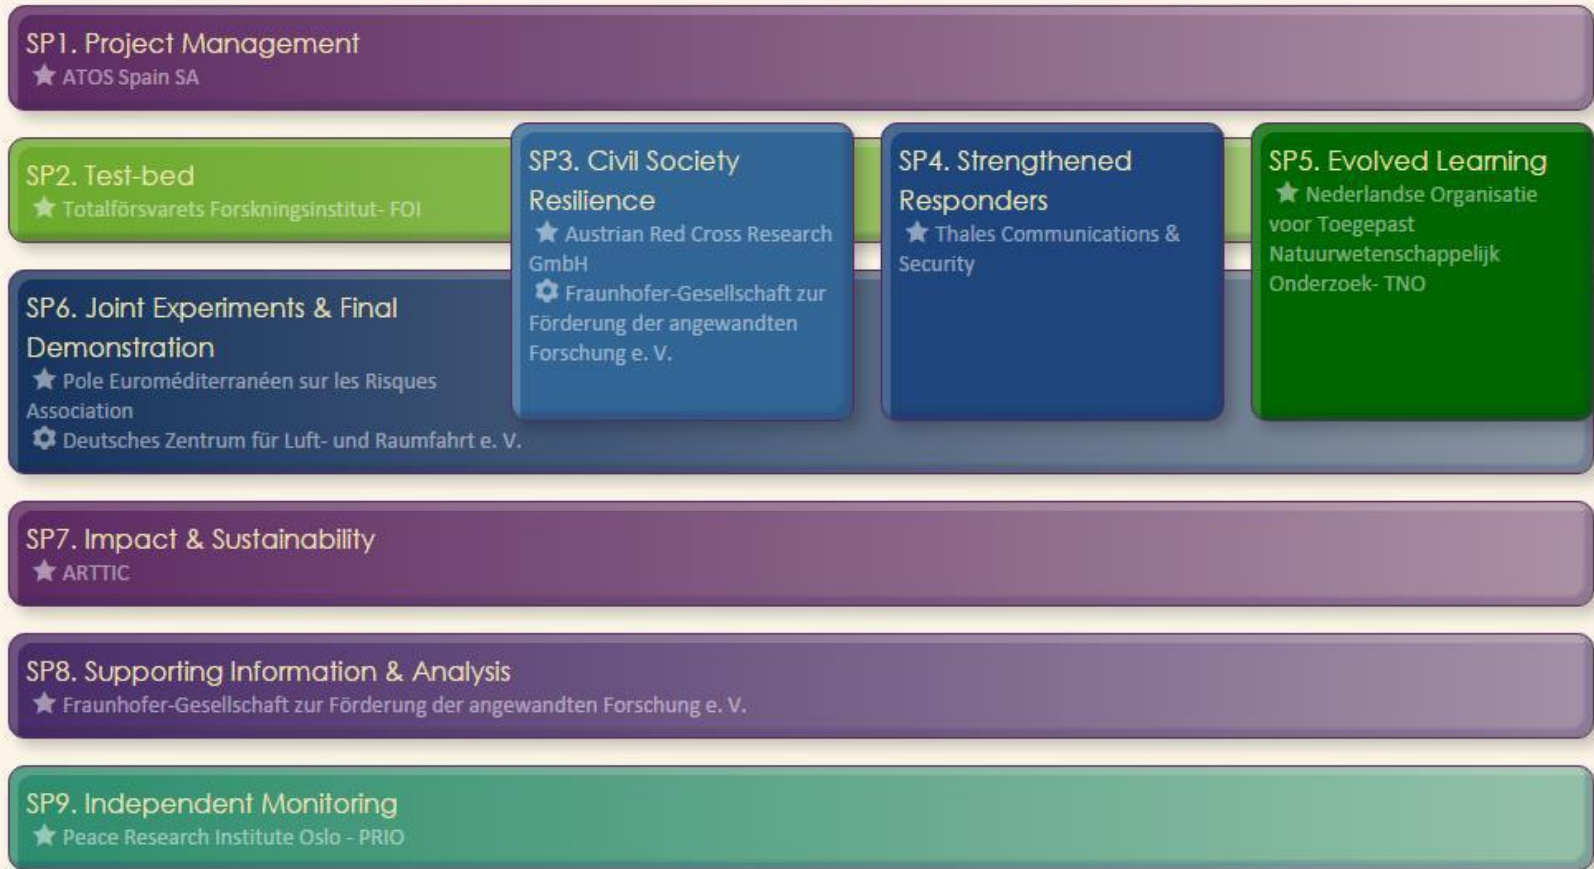 SP1. Project Management
ATOS Spain SA
SP2. Test-bed
Totalförsvarets Forskningsinstitut- FOI
SP3. Civil Society
Resilience
Austrian Red Cross Research
GmbH
Fraunhofer-Gesellschaft zur
Förderung der angewandten
Forschung e. V.
SP4. Strengthened
Responders
Thales Communications &
Security
SP5. Evolved Learning
Nederlandse Organisatie
voor Toegepast
Natuurwetenschappelijk
Onderzoek- TNO
SP6. Joint Experiments & Final
Demonstration
Pole Euroméditerranéen sur les Risques
Association
Deutsches Zentrum für Luft- und Raumfahrt e. V.
SP7. Impact & Sustainability
ARTTIC
SP8. Supporting Information & Analysis
Fraunhofer-Gesellschaft zur Förderung der angewandten Forschung e. V.
SP9. Independent Monitoring
Peace Research Institute Oslo - PRIO